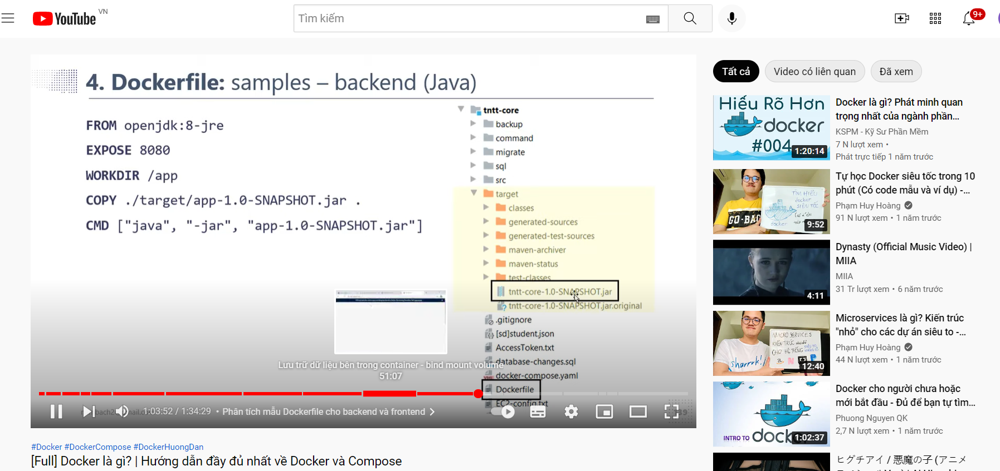 YouTube VN
Tìm kiếm
9+
4. Dockerfile: samples – backend (Java)
FROM openjdk:8-jre
EXPOSE 8080
WORKDIR /app
COPY ./target/app-1.0-SNAPSHOT.jar .
CMD ["java", "-jar", "app-1.0-SNAPSHOT.jar"]
tntt-core
backup
command
migrate
sql
src
target
classes
generated-sources
generated-test-sources
maven-archiver
maven-status
test-classes
tntt-core-1.0-SNAPSHOT.jar
tntt-core-1.0-SNAPSHOT.jar.original
.gitignore
[sd]student.json
AccessToken.txt
database-changes.sql
docker-compose.yaml
Dockerfile
EC2-config.txt
Lưu trữ dữ liệu bên trong container - bind mount volume
51:07
1:03:52 / 1:34:29 • Phân tích mẫu Dockerfile cho backend và frontend
#Docker #DockerCompose #DockerHuongDan
[Full] Docker là gì? | Hướng dẫn đầy đủ nhất về Docker và Compose
Tất cả
Video có liên quan
Đã xem
Hiểu Rõ Hơn
docker
#004
1:20:14
Docker là gì? Phát minh quan
trọng nhất của ngành phần...
KSPM - Kỹ Sư Phần Mềm
7 N lượt xem •
Phát trực tiếp 1 năm trước
TÌM HIỂU
docker
SIÊU TỐC
9:52
Tự học Docker siêu tốc trong 10
phút (Có code mẫu và ví dụ) -...
Phạm Huy Hoàng
91 N lượt xem • 1 năm trước
4:11
Dynasty (Official Music Video) |
MIIA
MIIA
31 Tr lượt xem • 6 năm trước
MICROSERVICES
KIẾN TRÚC
CHO HỆ THỐNG
sharrrk!!
12:40
Microservices là gì? Kiến trúc
"nhỏ" cho các dự án siêu to -...
Phạm Huy Hoàng
44 N lượt xem • 1 năm trước
INTRO TO docker
1:02:37
Docker cho người chưa hoặc
mới bắt đầu - Đủ để bạn tự tìm...
Phuong Nguyen QK
2,7 N lượt xem • 1 năm trước
ヒグチアイ / 悪魔の子 (アニメ